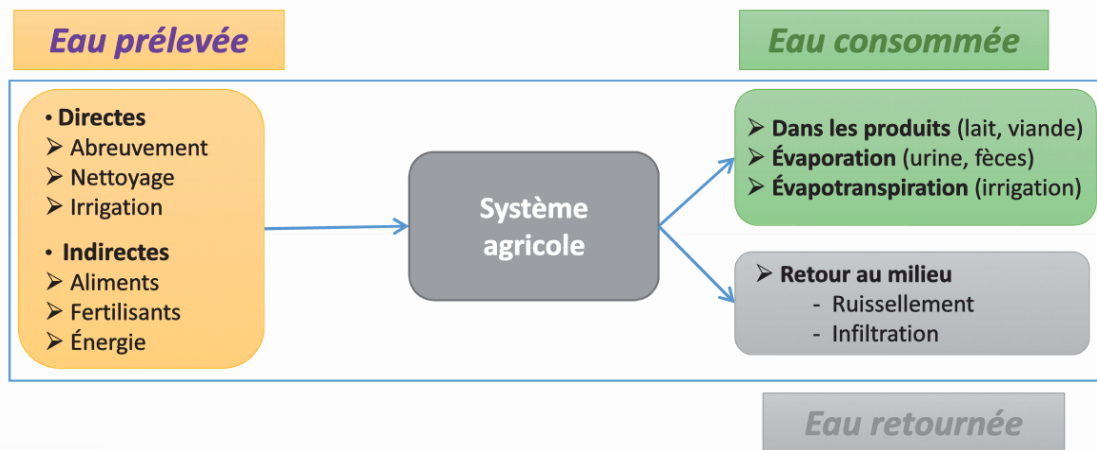 Eau prélevée
Eau consommée
• Directes
➢ Abreuvement
➢ Nettoyage
➢ Irrigation
• Indirectes
➢ Aliments
➢ Fertilisants
➢ Énergie
Système
agricole
➢ Dans les produits (lait, viande)
➢ Évaporation (urine, fèces)
➢ Évapotranspiration (irrigation)
➢ Retour au milieu
- Ruissellement
- Infiltration
Eau retournée